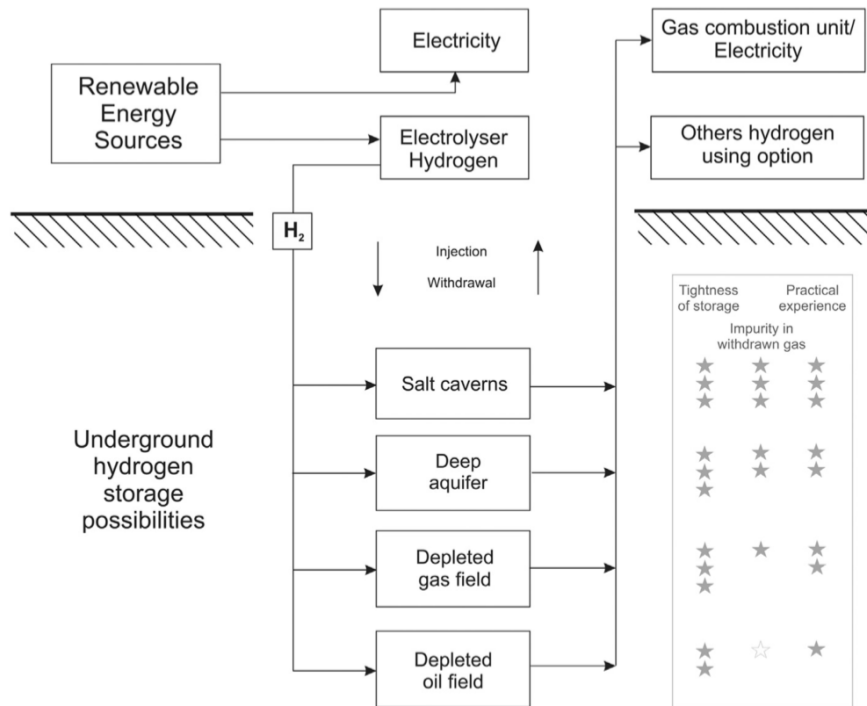 Electricity
Gas combustion unit/
Electricity
Renewable
Energy
Sources
Electrolyser
Hydrogen
Others hydrogen
using option
H₂
Injection
Withdrawal
Tightness
of storage
Practical
experience
Impurity in
withdrawn gas
Salt caverns
Underground
hydrogen
storage
possibilities
Deep
aquifer
Depleted
gas field
Depleted
oil field